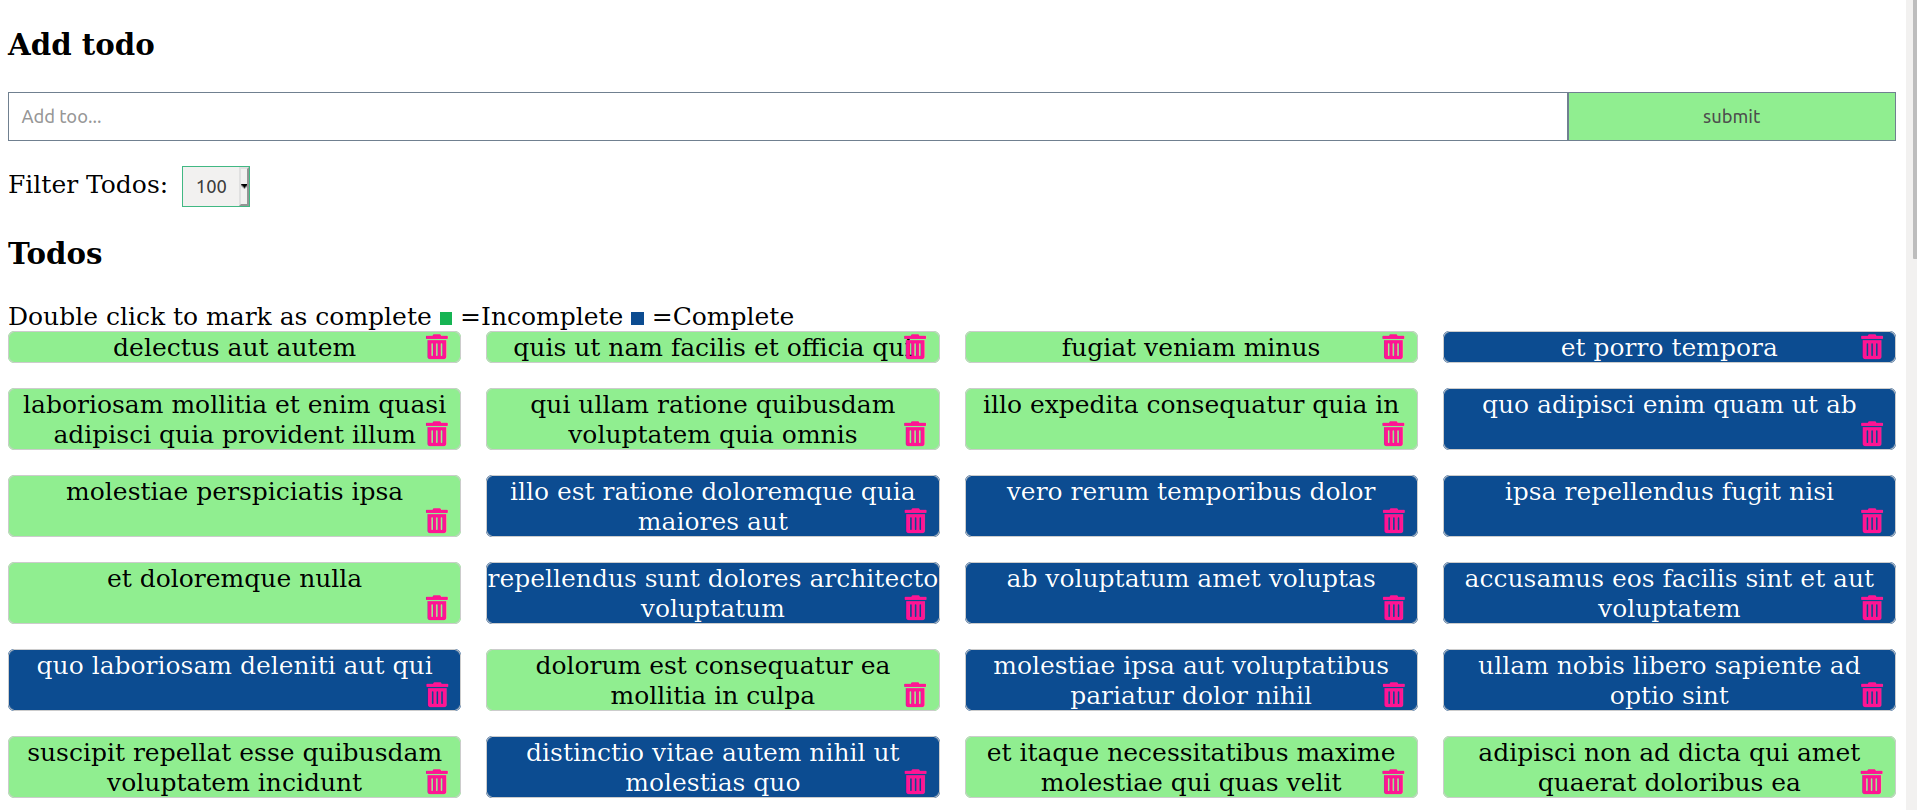 Add todo
Add too...
submit
Filter Todos: 100
Todos
Double click to mark as complete =Incomplete =Complete
delectus aut autem
quis ut nam facilis et officia qui
fugiat veniam minus
et porro tempora
laboriosam mollitia et enim quasi
adipisci quia provident illum
qui ullam ratione quibusdam
voluptatem quia omnis
illo expedita consequatur quia in
quo adipisci enim quam ut ab
molestiae perspiciatis ipsa
illo est ratione doloremque quia
maiores aut
vero rerum temporibus dolor
ipsa repellendus fugit nisi
et doloremque nulla
repellendus sunt dolores architecto
voluptatum
ab voluptatum amet voluptas
accusamus eos facilis sint et aut
voluptatem
quo laboriosam deleniti aut qui
dolorum est consequatur ea
mollitia in culpa
molestiae ipsa aut voluptatibus
pariatur dolor nihil
ullam nobis libero sapiente ad
optio sint
suscipit repellat esse quibusdam
voluptatem incidunt
distinctio vitae autem nihil ut
molestias quo
et itaque necessitatibus maxime
molestiae qui quas velit
adipisci non ad dicta qui amet
quaerat doloribus ea